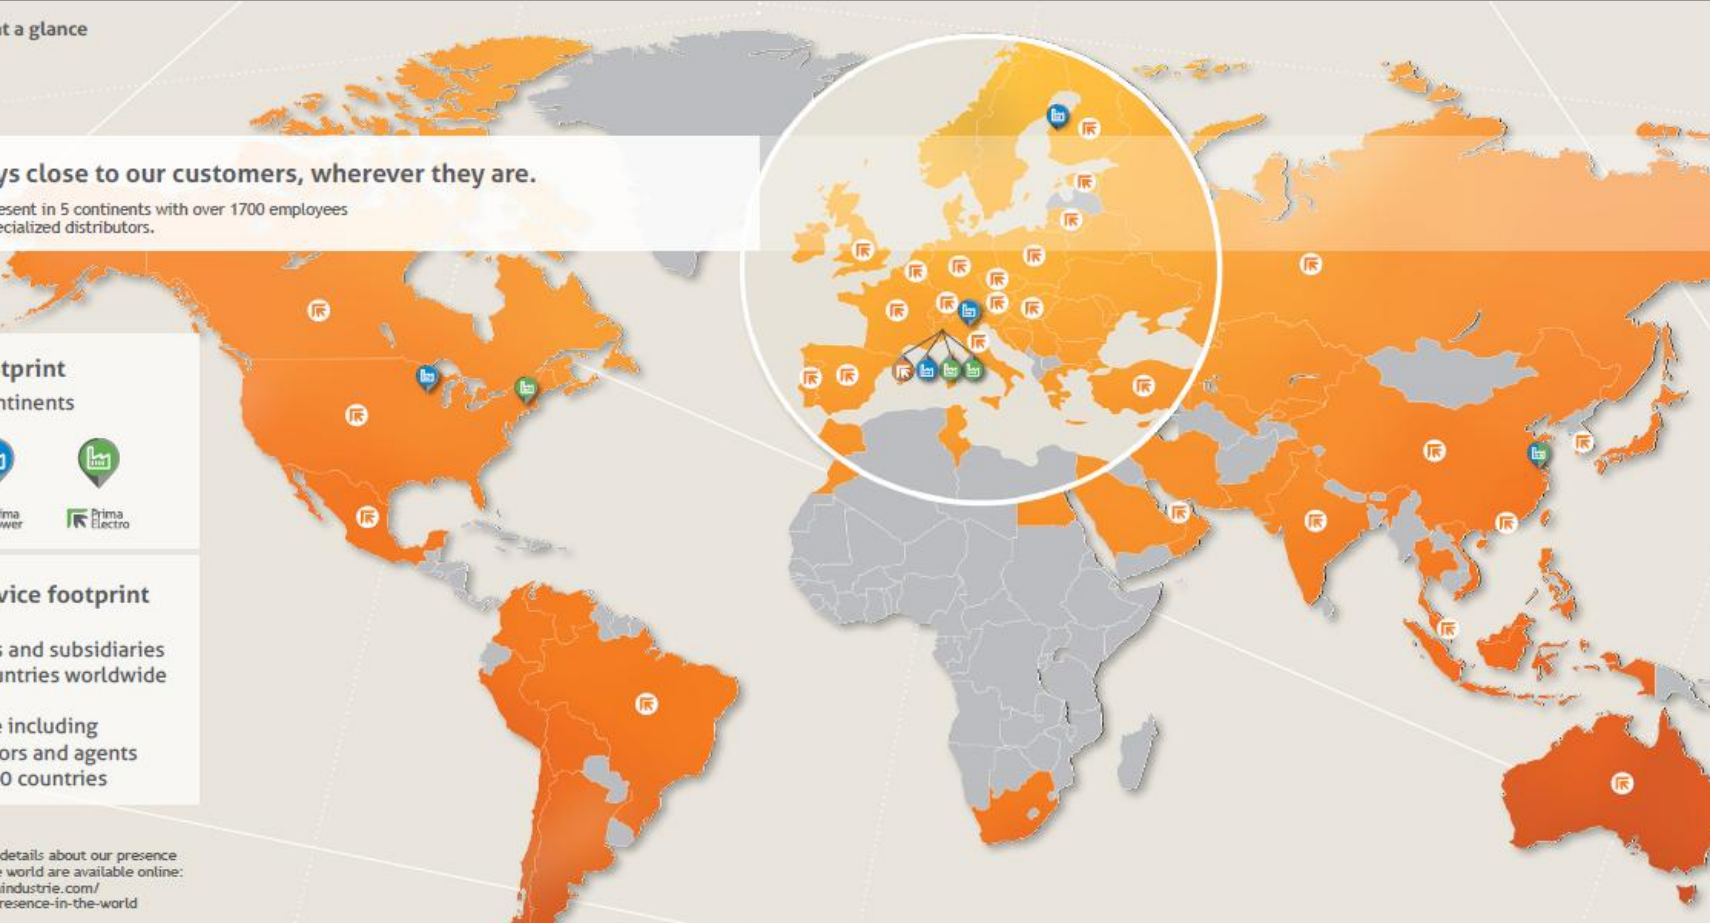 t a glance
ys close to our customers, wherever they are.
esent in 5 continents with over 1700 employees
ecialized distributors.
tprint
ntinents
ima
wer
Prima
Electro
vice footprint
s and subsidiaries
untries worldwide
e including
ors and agents
0 countries
details about our presence
e world are available online:
industrie.com/
resence-in-the-world